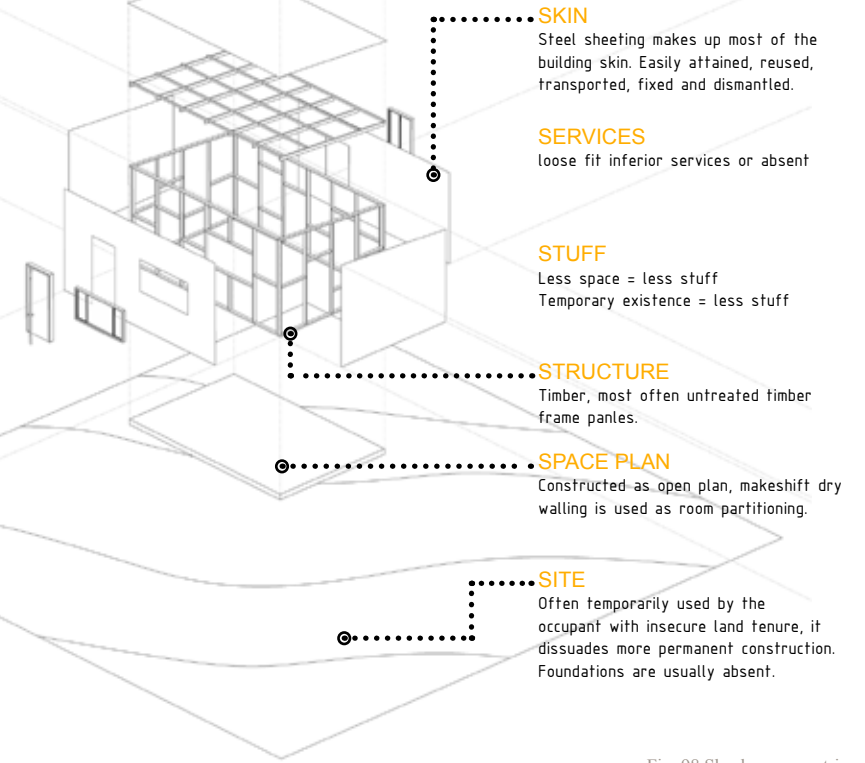 SKIN
Steel sheeting makes up most of the
building skin. Easily attained, reused,
transported, fixed and dismantled.
SERVICES
loose fit inferior services or absent
STUFF
Less space = less stuff
Temporary existence = less stuff
STRUCTURE
Timber, most often untreated timber
frame panles.
SPACE PLAN
Constructed as open plan, makeshift dry
walling is used as room partitioning.
SITE
Often temporarily used by the
occupant with insecure land tenure, it
dissuades more permanent construction.
Foundations are usually absent.